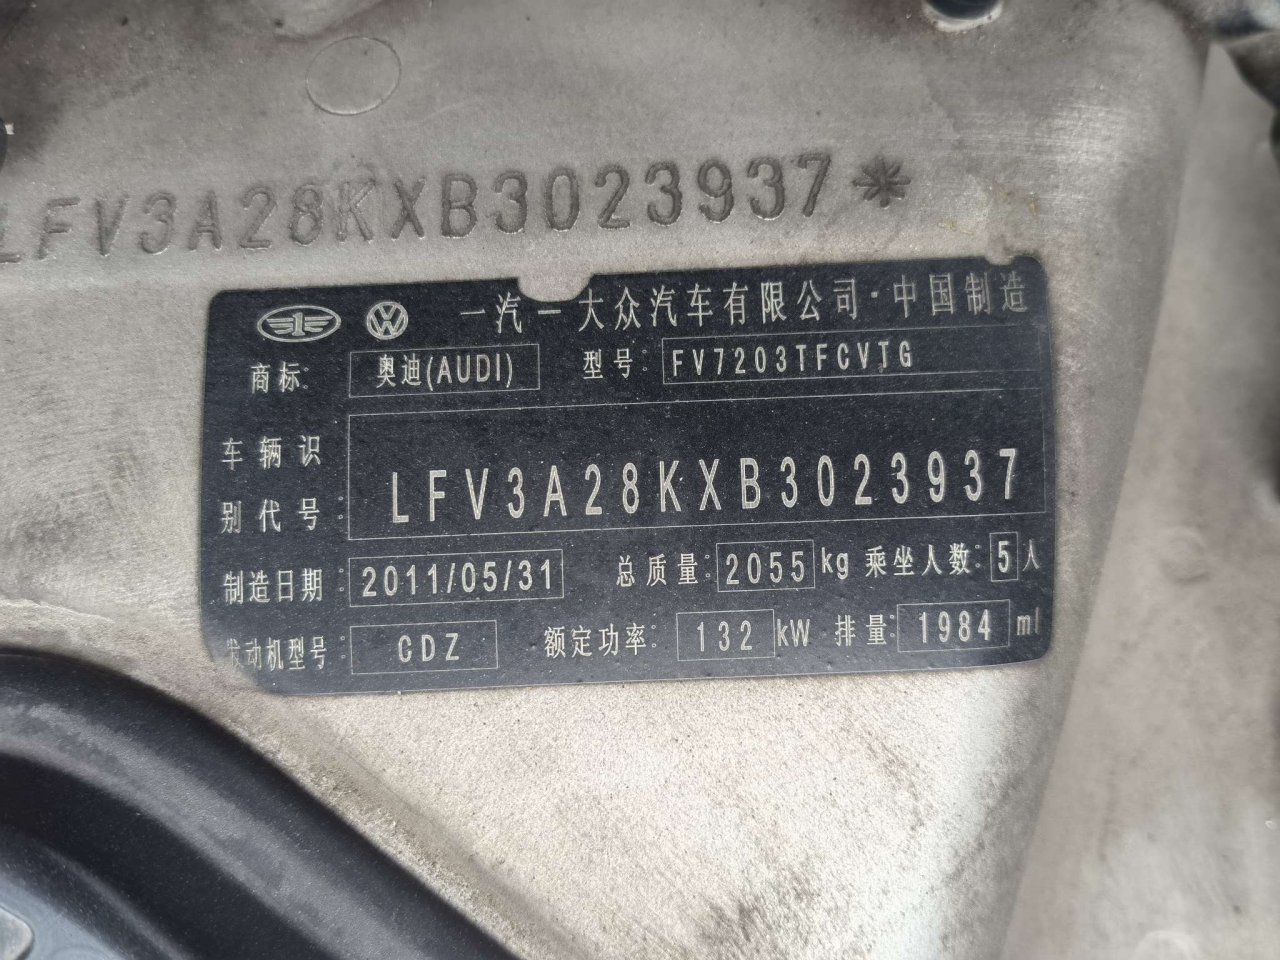 LFV3A28KXB3023937*
一汽一大众汽车有限公司·中国制造
商标: 奥迪(AUDI) 型号: FV7203TFCVTG
车辆识
别代号: LFV3A28KXB3023937
制造日期: 2011/05/31 总质量: 2055 kg 乘坐人数: 5 人
发动机型号: CDZ 额定功率: 132 kW 排量: 1984 ml